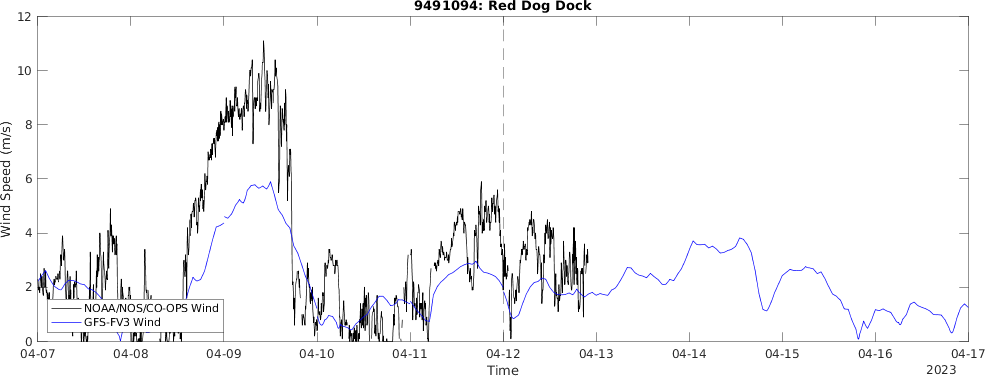 9491094: Red Dog Dock
Wind Speed (m/s)
12
10
8
6
4
2
0
NOAA/NOS/CO-OPS Wind
GFS-FV3 Wind
04-07 04-08 04-09 04-10 04-11 04-12 04-13 04-14 04-15 04-16 04-17
Time
2023